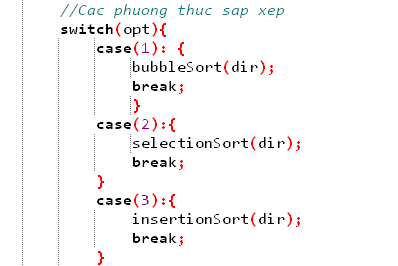 //Cac phuong thuc sap xep
switch(opt){
case(1): {
bubbleSort(dir);
break;
}
case(2):{
selectionSort(dir);
break;
}
case(3):{
insertionSort(dir);
break;
}